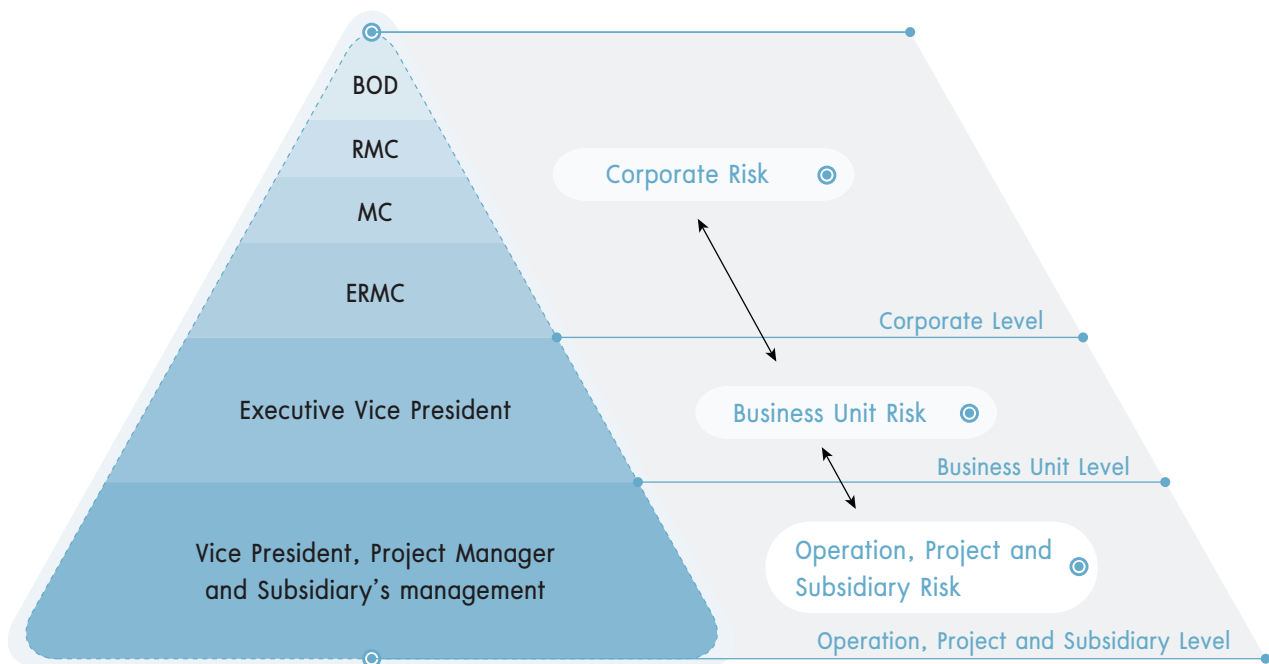 BOD
RMC
MC
ERMC
Executive Vice President
Vice President, Project Manager
and Subsidiary's management
Corporate Risk
Corporate Level
Business Unit Risk
Business Unit Level
Operation, Project and
Subsidiary Risk
Operation, Project and Subsidiary Level